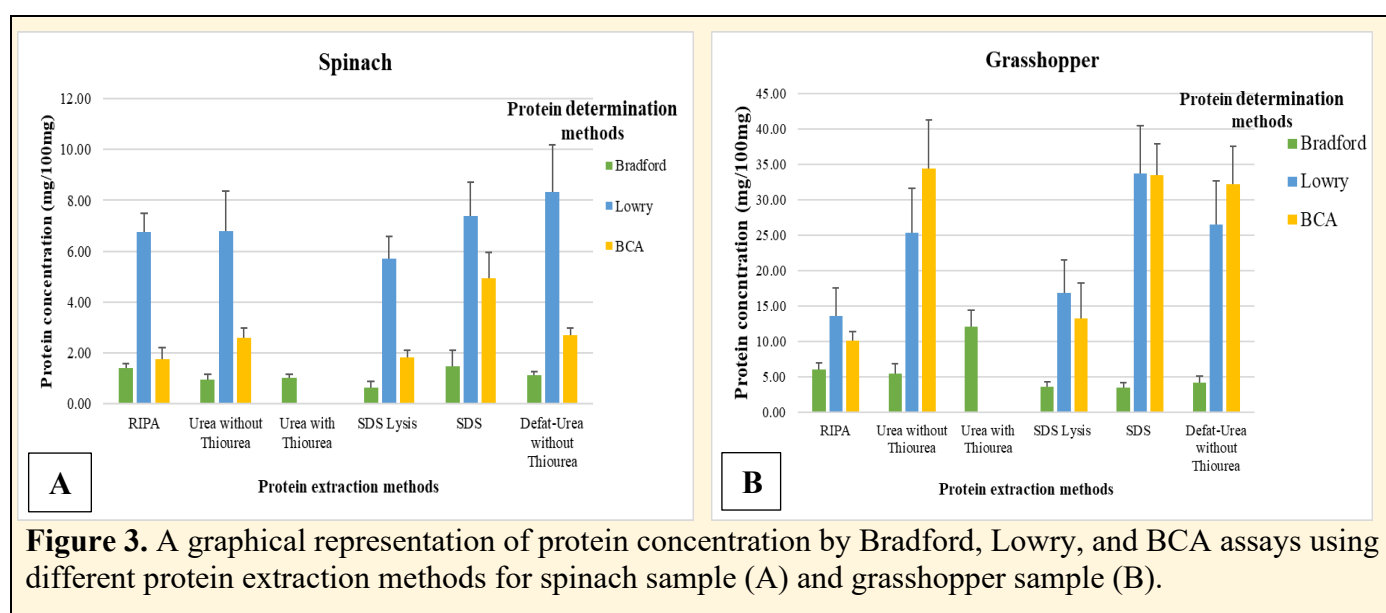 Spinach
Protein determination
methods
Bradford
Lowry
BCA
Protein concentration (mg/100mg)
12.00
10.00
8.00
6.00
4.00
2.00
0.00
RIPA
Urea without
Thiourea
Urea with
Thiourea
SDS Lysis
SDS
Defat-Urea
without
Thiourea
Protein extraction methods
A
Grasshopper
Protein determination
methods
Bradford
Lowry
BCA
Protein concntration (mg/100mg)
45.00
40.00
35.00
30.00
25.00
20.00
15.00
10.00
5.00
0.00
RIPA
Urea without
Thiourea
Urea with
Thiourea
SDS Lysis
SDS
Defat-Urea
without
Thiourea
Protein extraction methods
B
Figure 3. A graphical representation of protein concentration by Bradford, Lowry, and BCA assays using
different protein extraction methods for spinach sample (A) and grasshopper sample (B).